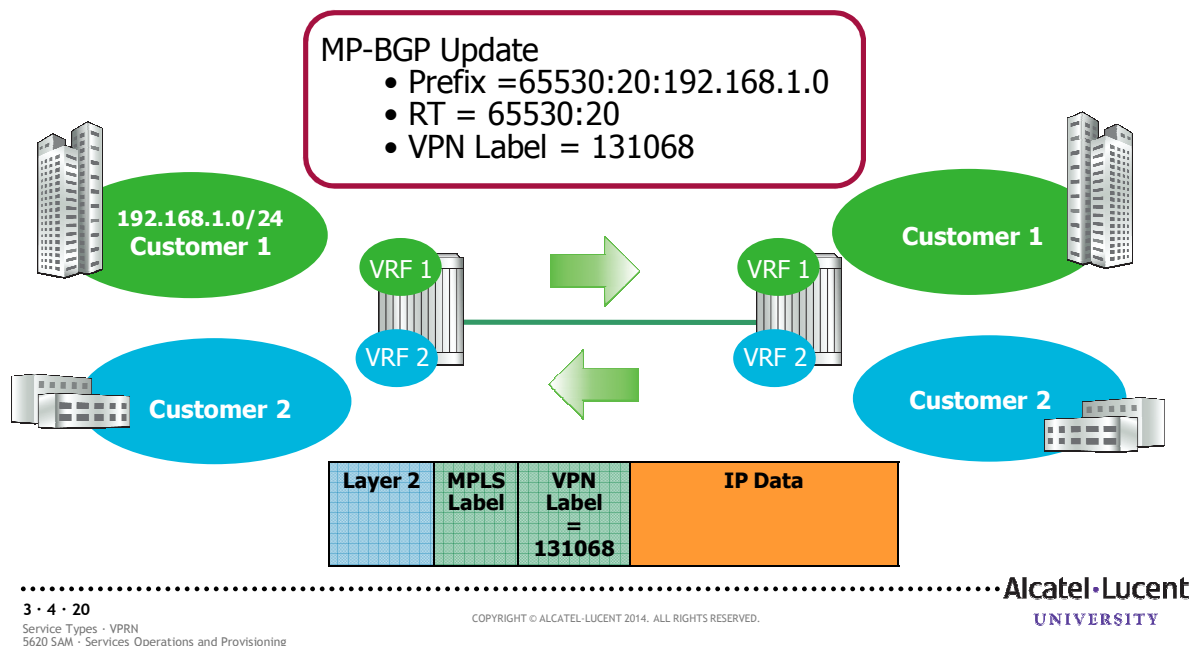 MP-BGP Update
• Prefix =65530:20:192.168.1.0
• RT = 65530:20
• VPN Label = 131068
192.168.1.0/24
Customer 1
VRF 1
VRF 1
Customer 1
VRF 2
VRF 2
Customer 2
Customer 2
Layer 2
MPLS
Label
VPN
Label
=
131068
IP Data
3 · 4 · 20
Service Types · VPRN
5620 SAM · Services Operations and Provisioning
COPYRIGHT © ALCATEL-LUCENT 2014. ALL RIGHTS RESERVED.
Alcatel·Lucent
UNIVERSITY